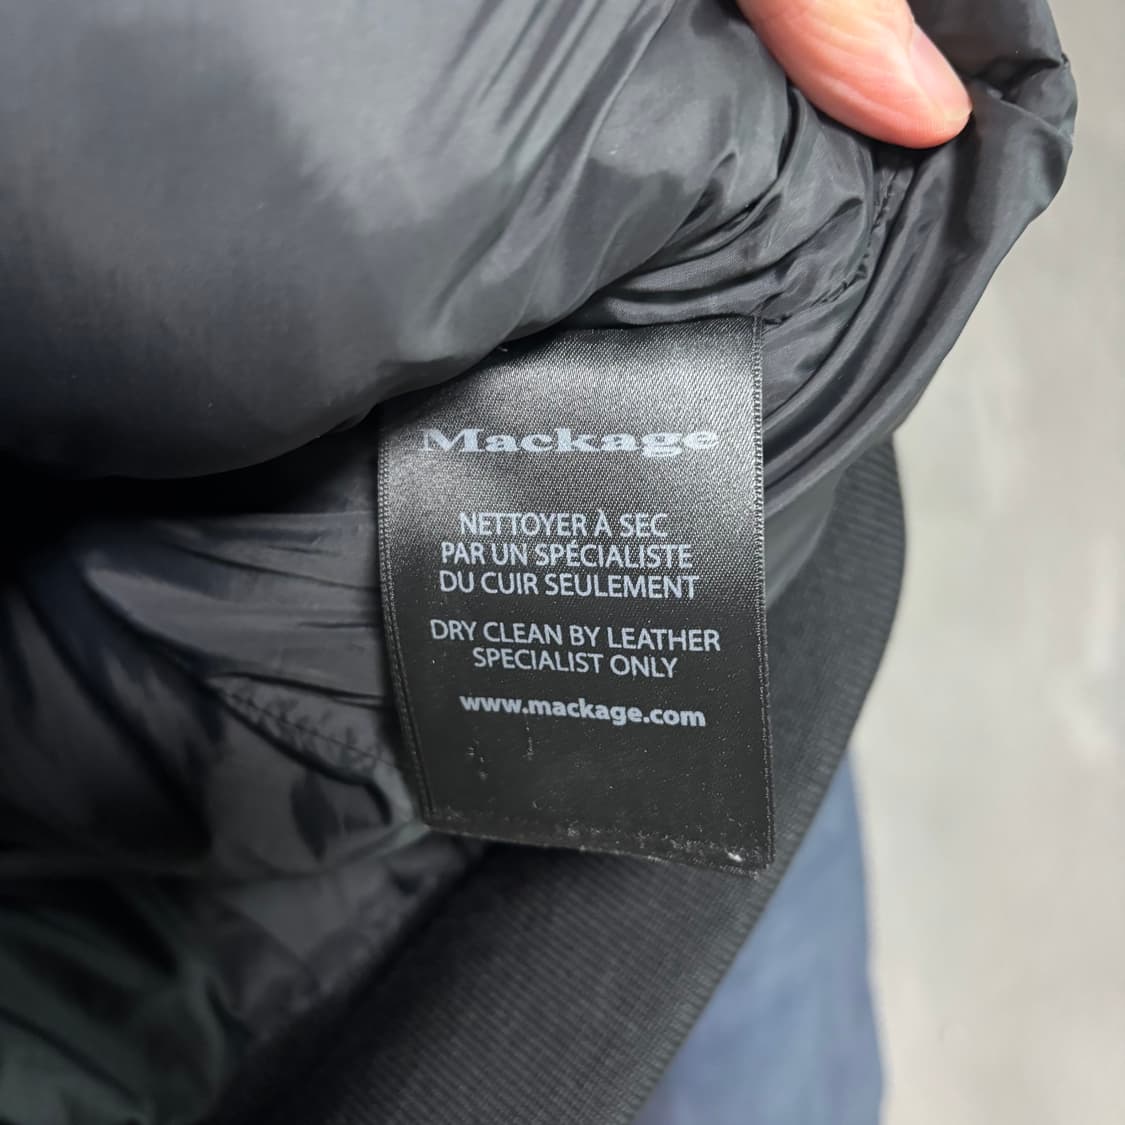 Mackage
NETTOYER À SEC
PAR UN SPÉCIALISTE
DU CUIR SEULEMENT
DRY CLEAN BY LEATHER
SPECIALIST ONLY
www.mackage.com